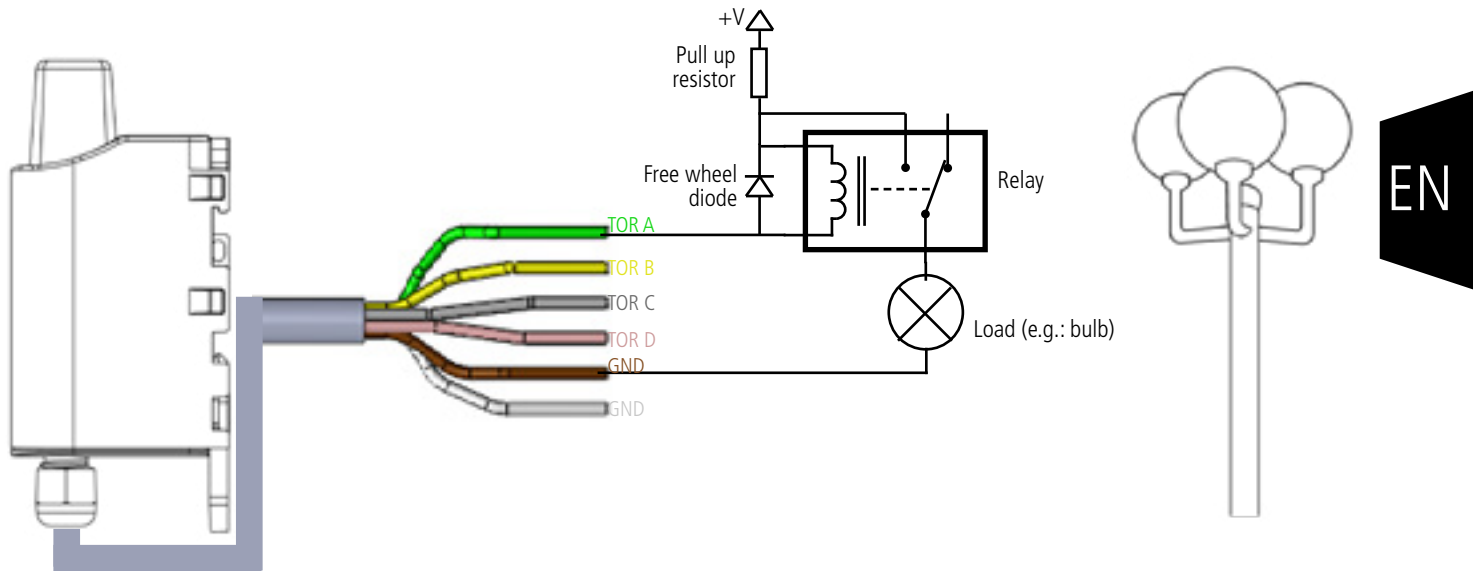 +V
Pull up
resistor
Free wheel
diode
Relay
TOR A
TOR B
TOR C
TOR D
GND
GND
Load (e.g.: bulb)
EN